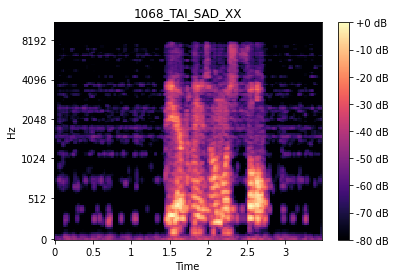 1068_TAI_SAD_XX
+0 dB
8192
-10 dB
4096
-20 dB
-30 dB
2048
Hz
-40 dB
1024
-50 dB
512
-60 dB
-70 dB
0
-80 dB
0 0.5 1 1.5 2 2.5 3
Time